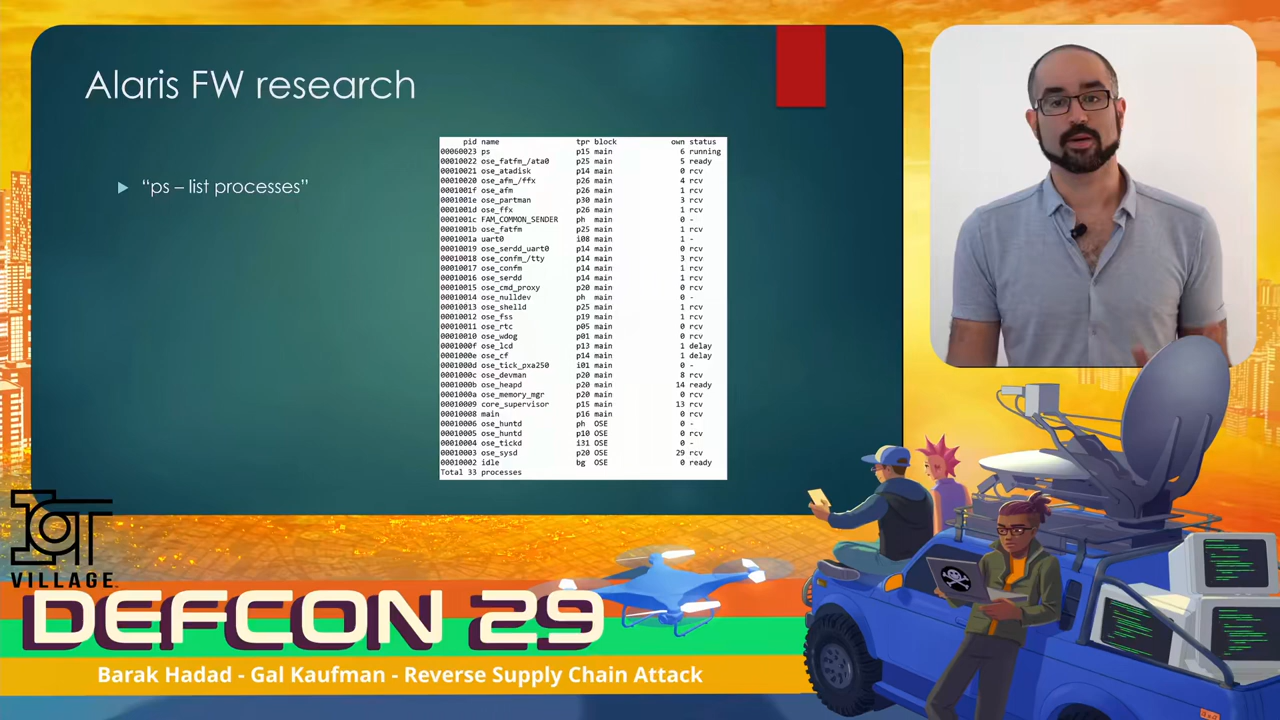 Alaris FW research
“ps – list processes”
pid name tpr block own status
00060023 ps p15 main 6 running
00010022 ose_fatfm_/ata0 p25 main 5 ready
00010021 ose_atadisk p14 main 0 rcv
00010020 ose_afm_/ffx p26 main 4 rcv
0001001f ose_afm p26 main 1 rcv
0001001e ose_partman p30 main 3 rcv
0001001d ose_ffx p26 main 1 rcv
0001001c FAM_COMMON_SENDER ph main 0 -
0001001b ose_fatfm p25 main 1 rcv
0001001a uart0 i08 main 1 -
00010019 ose_serdd_uart0 p14 main 0 rcv
00010018 ose_confm_/tty p14 main 3 rcv
00010017 ose_confm p14 main 1 rcv
00010016 ose_serdd p14 main 1 rcv
00010015 ose_cmd_proxy p20 main 0 rcv
00010014 ose_nulldev ph main 0 -
00010013 ose_shelld p25 main 1 rcv
00010012 ose_fss p19 main 1 rcv
00010011 ose_rtc p05 main 0 rcv
00010010 ose_wdog p01 main 0 rcv
0001000f ose_lcd p13 main 1 delay
0001000e ose_cf p14 main 1 delay
0001000d ose_tick_pxa250 i01 main 0 -
0001000c ose_devman p20 main 8 rcv
0001000b ose_heapd p20 main 14 ready
0001000a ose_memory_mgr p20 main 0 rcv
00010009 core_supervisor p15 main 13 rcv
00010008 main p16 main 0 rcv
00010006 ose_huntd ph OSE 0 -
00010005 ose_huntd p10 OSE 0 rcv
00010004 ose_tickd i31 OSE 0 -
00010003 ose_sysd p20 OSE 29 rcv
00010002 idle bg OSE 0 ready
Total 33 processes
IOT
VILLAGE
DEFCON 29
Barak Hadad - Gal Kaufman - Reverse Supply Chain Attack